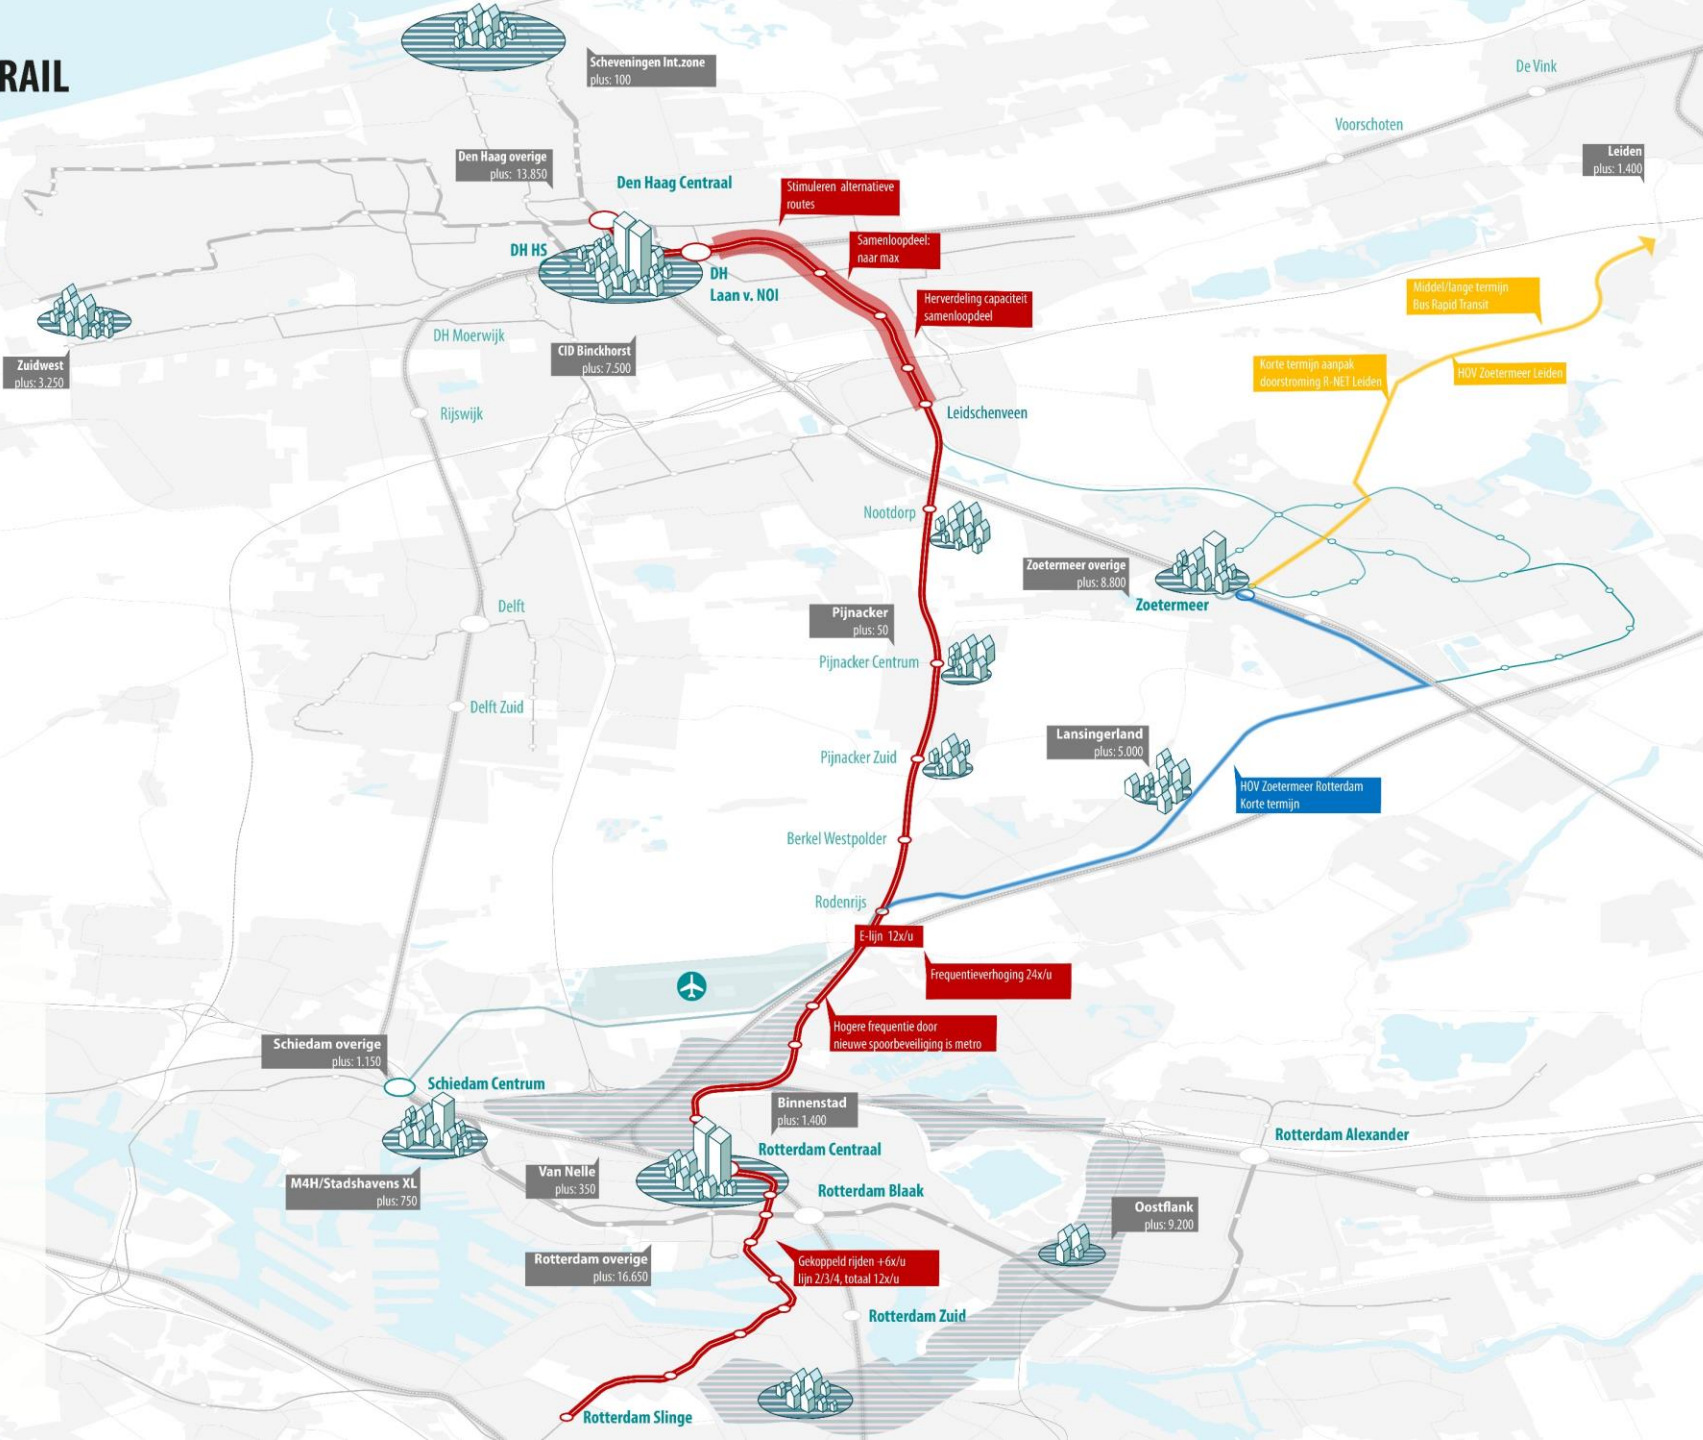 RAIL
Scheveningen Int.zone
plus: 100
De Vink
Voorschoten
Leiden
plus: 1.400
Den Haag overige
plus: 13.850
Den Haag Centraal
Stimuleren alternatieve
routes
Samenloopdeel:
naar max
DH HS
DH
Laan v. NOI
Herverdeling capaciteit
samenloopdeel
Middel/lange termijn
Bus Rapid Transit
DH Moerwijk
CID Binckhorst
plus: 7.500
Zuidwest
plus: 3.250
Korte termijn aanpak
doorstroming R-NET Leiden
HOV Zoetermeer Leiden
Rijswijk
Leidschenveen
Nootdorp
Zoetermeer overige
plus: 8.800
Zoetermeer
Delft
Pijnacker
plus: 50
Pijnacker Centrum
Delft Zuid
Lansingerland
plus: 5.000
Pijnacker Zuid
HOV Zoetermeer Rotterdam
Korte termijn
Berkel Westpolder
Rodenrijs
E-lijn 12x/u
Frequentieverhoging 24x/u
Hogere frequentie door
nieuwe spoorbeveiliging is metro
Schiedam overige
plus: 1.150
Schiedam Centrum
Binnenstad
plus: 1.400
Rotterdam Centraal
Rotterdam Alexander
Van Nelle
plus: 350
M4H/Stadshavens XL
plus: 750
Rotterdam Blaak
Oostflank
plus: 9.200
Rotterdam overige
plus: 16.650
Gekoppeld rijden +6x/u
lijn 2/3/4, totaal 12x/u
Rotterdam Zuid
Rotterdam Slinge